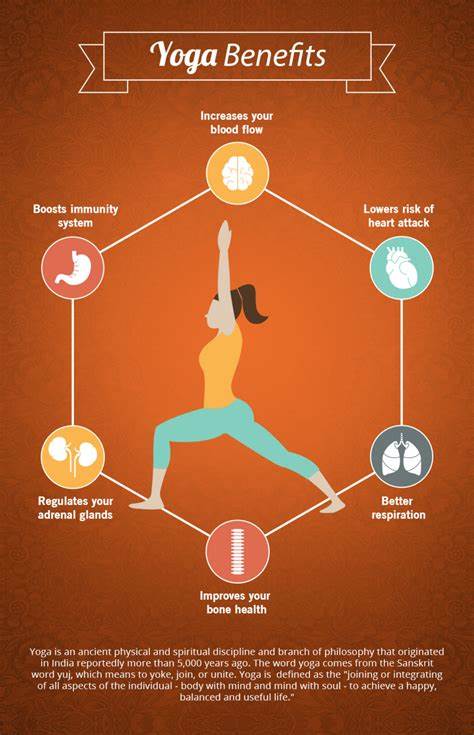 Yoga Benefits
Increases your
blood flow
Boosts immunity
system
Lowers risk of
heart attack
Regulates your
adrenal glands
Better
respiration
Improves your
bone health
Yoga is an ancient physical and spiritual discipline and branch of philosophy that originated
in India reportedly more than 5,000 years ago. The word yoga comes from the Sanskrit
word yuj, which means to yoke, join, or unite. Yoga is defined as the "joining or integrating
of all aspects of the individual - body with mind and mind with soul - to achieve a happy,
balanced and useful life."